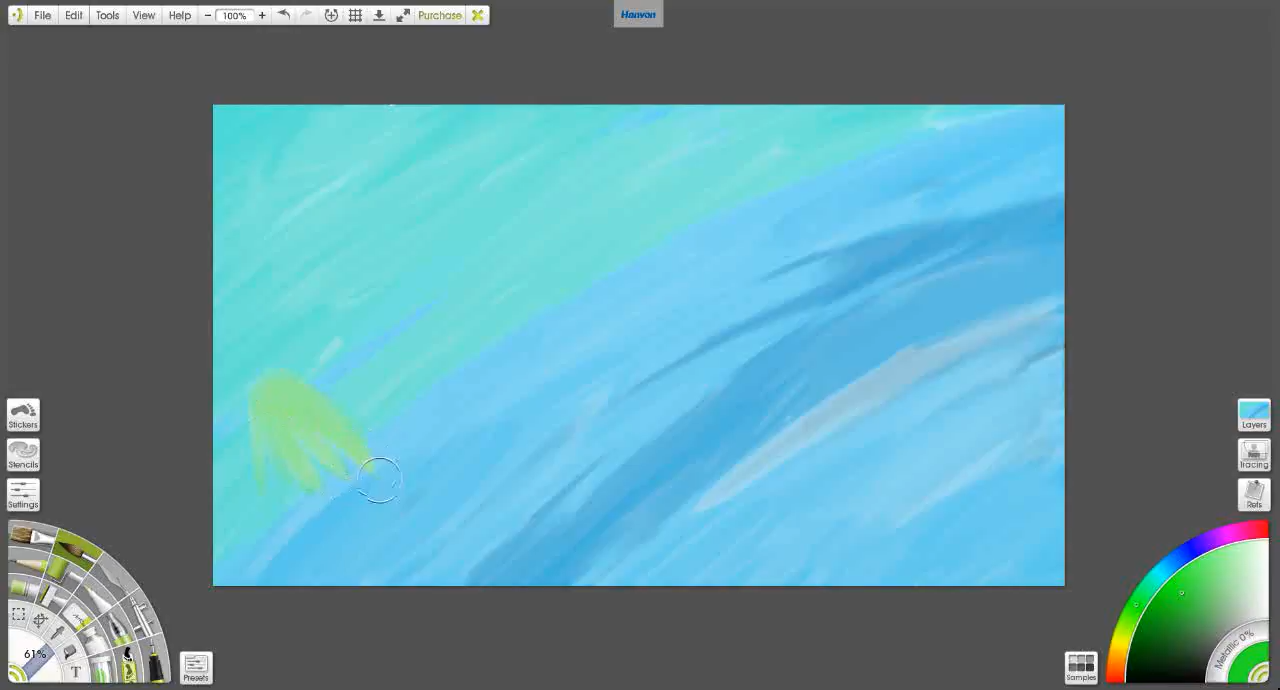 File Edit Tools View Help − 100% + Purchase
Hanvon
Stickers
Stencils
Settings
61%
T
Presets
Layers
Tracing
Refs
Metallic 0%
Samples